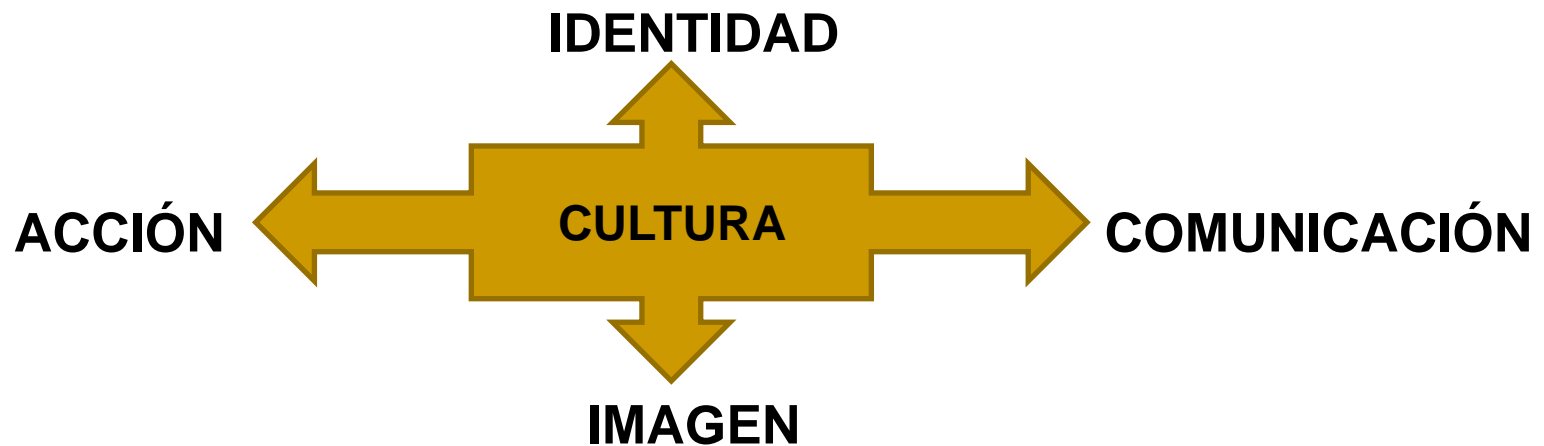 IDENTIDAD
ACCIÓN
CULTURA
COMUNICACIÓN
IMAGEN